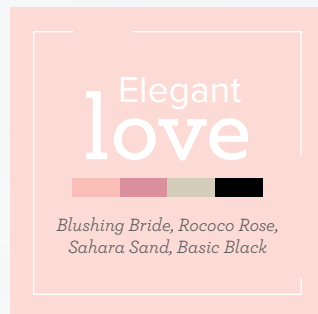 Elegant
love
Blushing Bride, Rococo Rose,
Sahara Sand, Basic Black